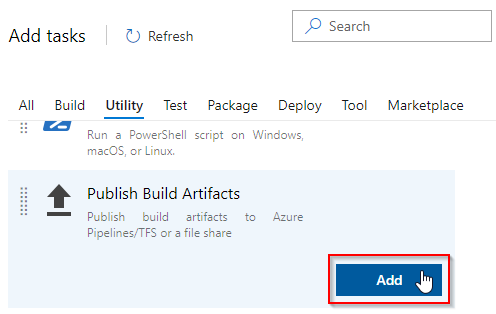 Add tasks
Refresh
Search
All Build Utility Test Package Deploy Tool Marketplace
Run a PowerShell script on Windows,
macOS, or Linux.
Publish Build Artifacts
Publish build artifacts to Azure
Pipelines/TFS or a file share
Add